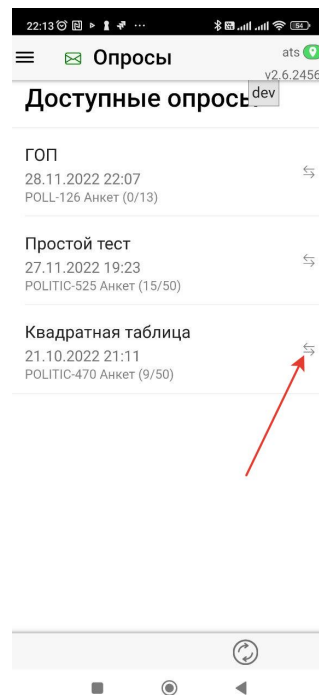 22:13
54
Опросы
ats
v2.6.2456
dev
Доступные опросы
ГОП
28.11.2022 22:07
POLL-126 Анкет (0/13)
Простой тест
27.11.2022 19:23
POLITIC-525 Анкет (15/50)
Квадратная таблица
21.10.2022 21:11
POLITIC-470 Анкет (9/50)